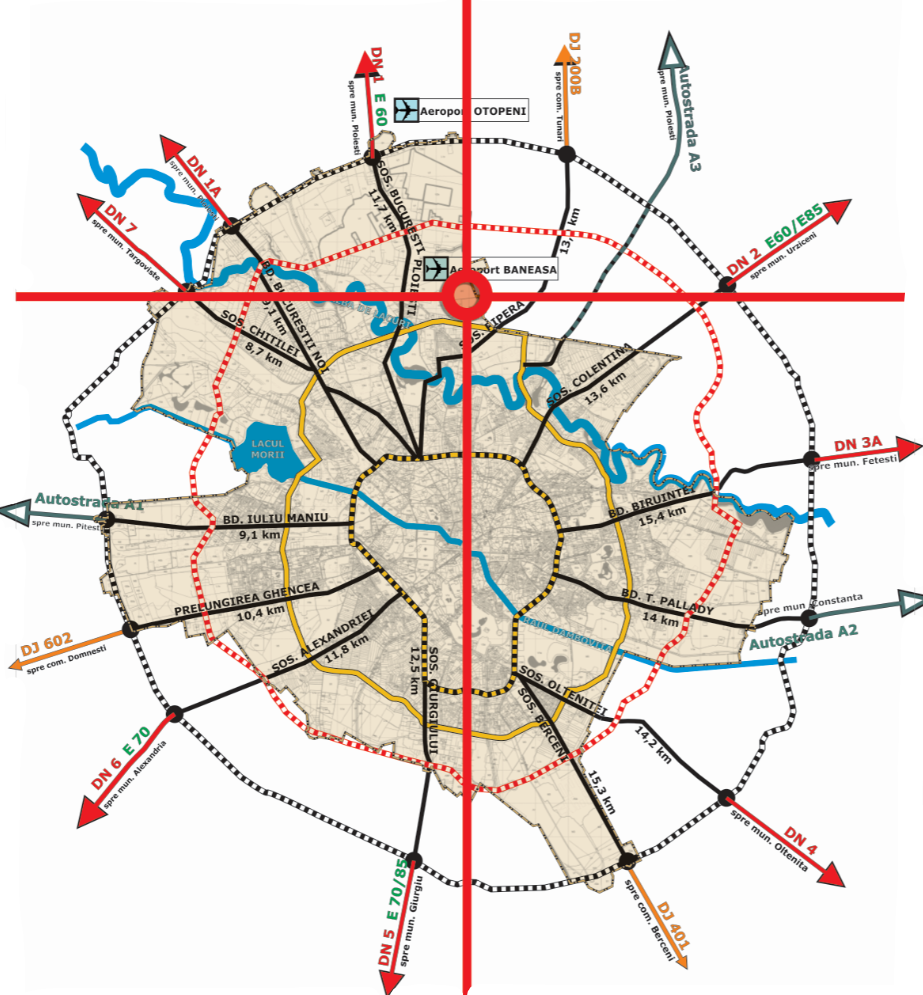 DN 1 E 60
spre mun. Ploiesti
DJ 200B
spre com. Tunari
Autostrada A3
spre mun. Ploiesti
Aeroport OTOPENI
DN 1A
spre mun.
DN 7
spre mun. Targoviste
DN 2 E60/E85
spre mun. Urziceni
SOS. BUCURESTI PLOIESTI
11,7 km
13, km
Aeroport BANEASA
BD. BUCURESTII NOI
9,1 km
SOS. CHITILEI
8,7 km
SOS. PIPERA
SOS. COLENTINA
13,6 km
LACUL
MORII
DN 3A
spre mun. Fetesti
Autostrada A1
spre mun. Pitesti
BD. IULIU MANIU
9,1 km
BD. BIRUINTEI
15,4 km
PRELUNGIREA GHENCEA
10,4 km
BD. T. PALLADY
14 km
spre mun. Constanta
Autostrada A2
DJ 602
spre com. Domnesti
SOS. ALEXANDRIEI
11,8 km
RAUL DAMBOVITA
SOS. GIURGIULUI
12,5 km
SOS. OLTENITEI
14,2 km
SOS. BERCENI
15,3 km
DN 6 E 70
spre mun. Alexandria
DN 5 E 70/85
spre mun. Giurgiu
DN 4
spre mun. Oltenita
DJ 401
spre com. Berceni